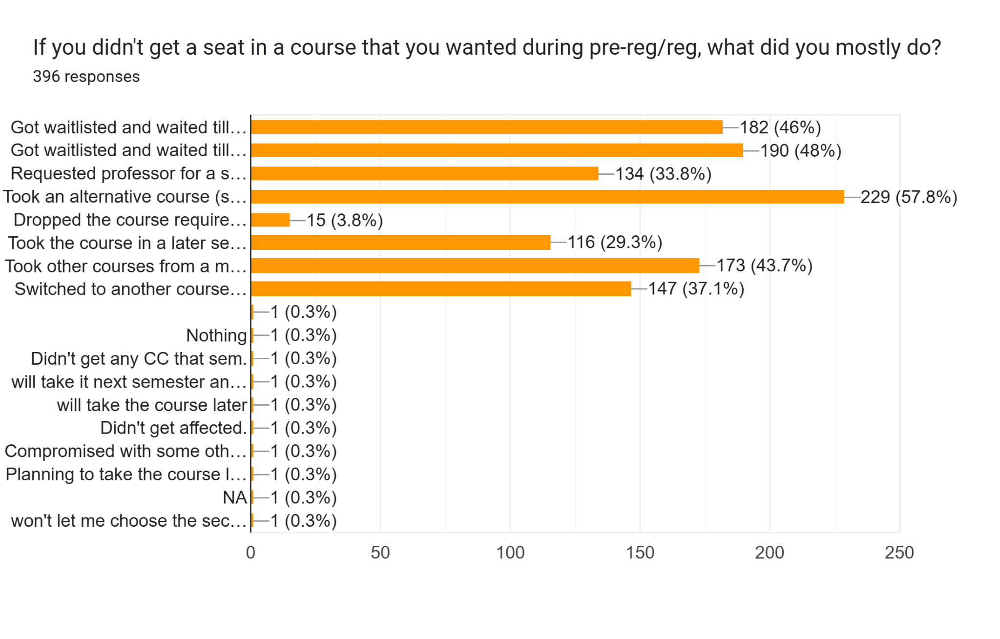 If you didn't get a seat in a course that you wanted during pre-reg/reg, what did you mostly do?
396 responses
Got waitlisted and waited till… 182 (46%)
Got waitlisted and waited till… 190 (48%)
Requested professor for a s… 134 (33.8%)
Took an alternative course (s… 229 (57.8%)
Dropped the course require… 15 (3.8%)
Took the course in a later se… 116 (29.3%)
Took other courses from a m… 173 (43.7%)
Switched to another course… 147 (37.1%)
1 (0.3%)
Nothing 1 (0.3%)
Didn't get any CC that sem. 1 (0.3%)
will take it next semester an… 1 (0.3%)
will take the course later 1 (0.3%)
Didn't get affected. 1 (0.3%)
Compromised with some oth… 1 (0.3%)
Planning to take the course l… 1 (0.3%)
NA 1 (0.3%)
won't let me choose the sec… 1 (0.3%)
0 50 100 150 200 250